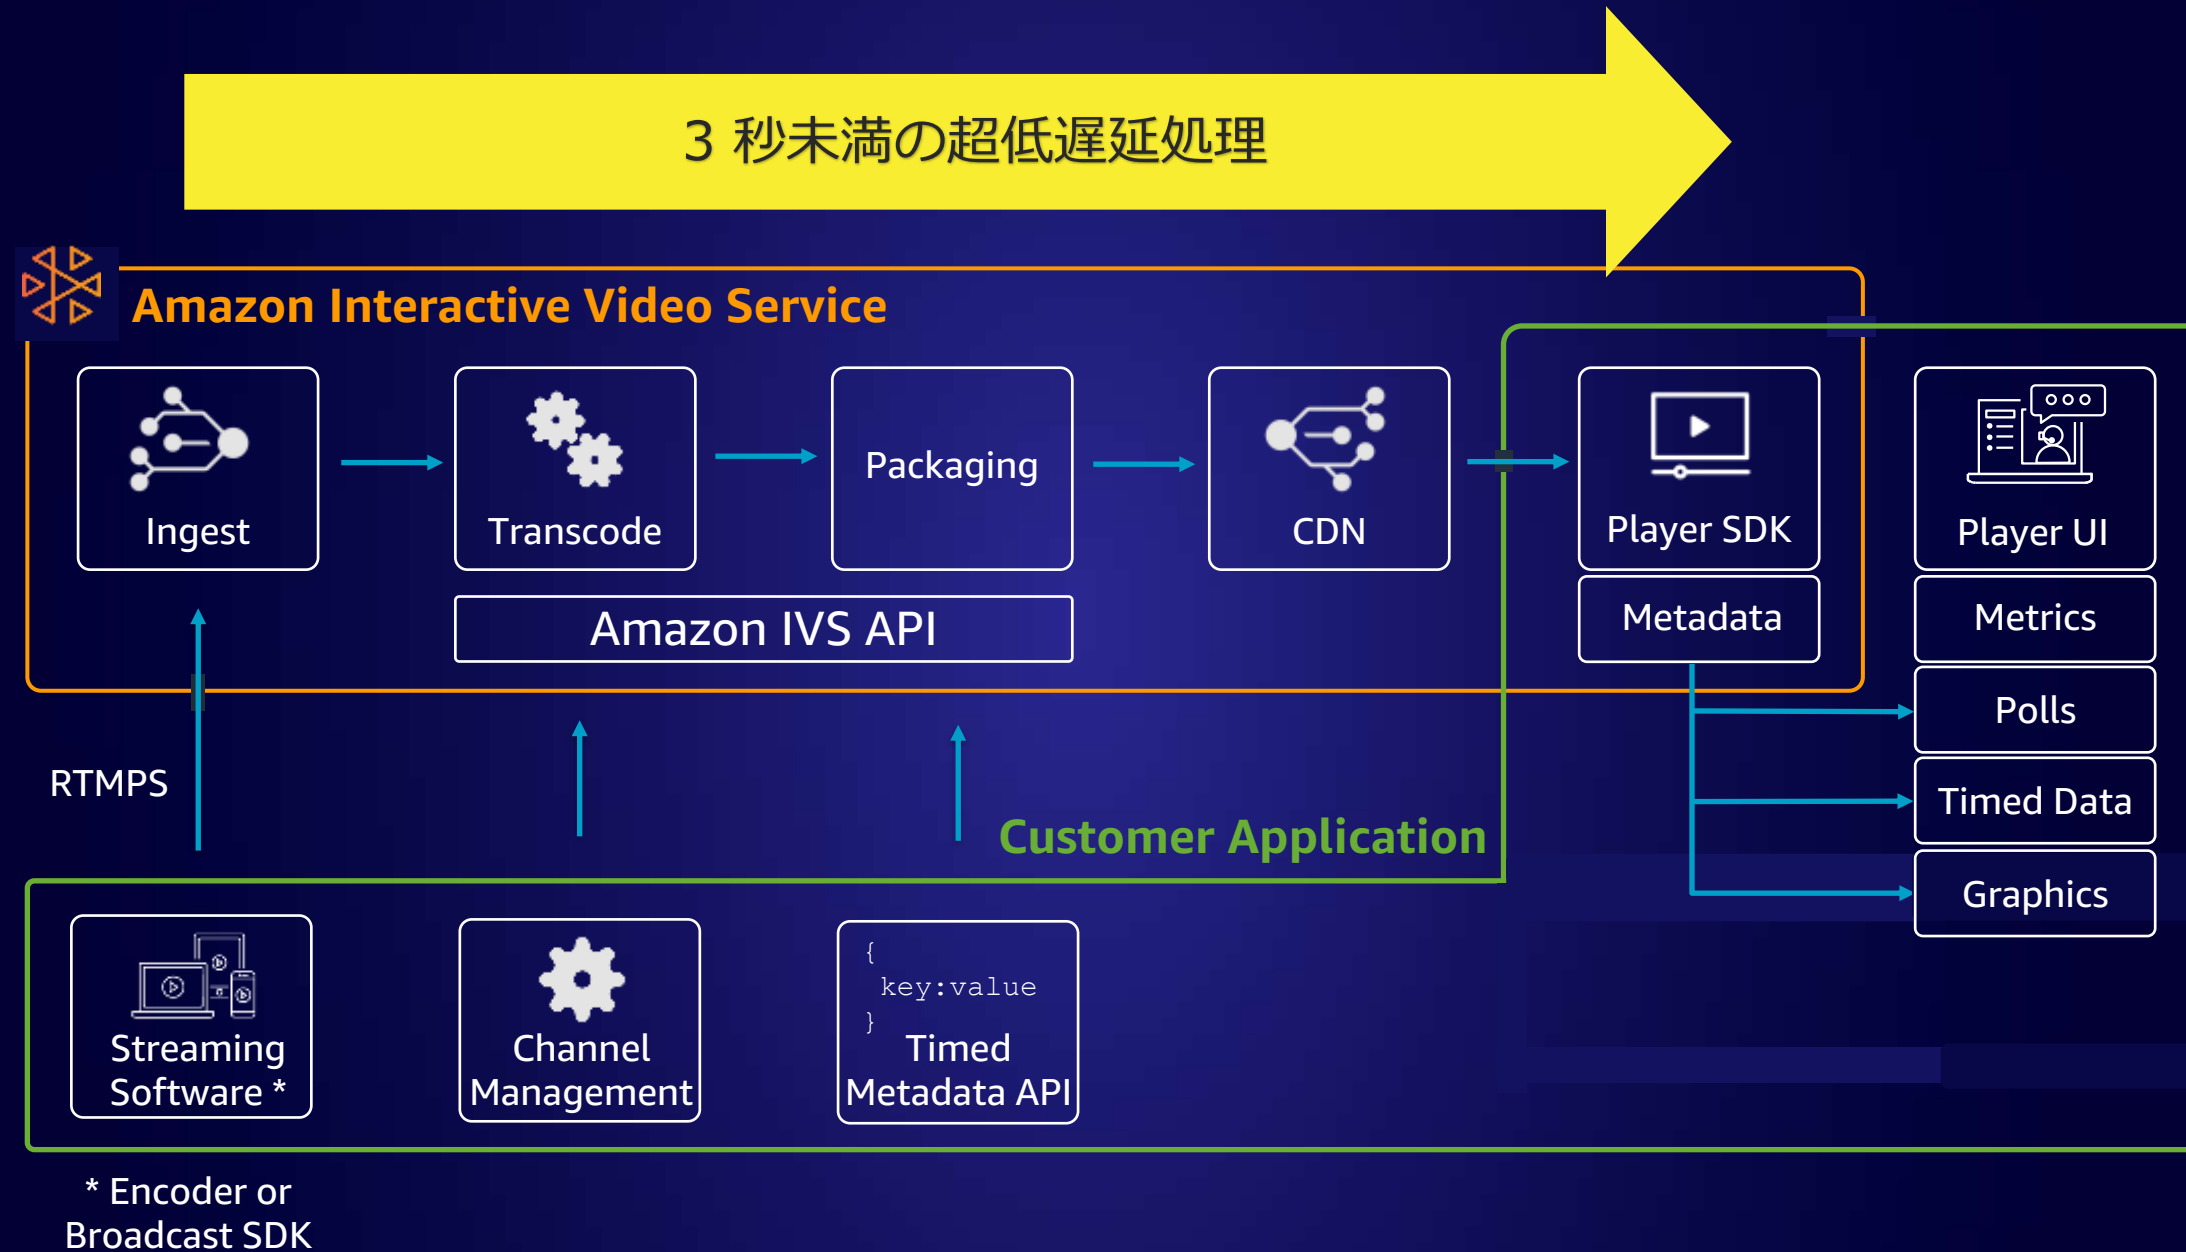 3 秒未満の超低遅延処理
Amazon Interactive Video Service
Ingest
Transcode
Packaging
CDN
Player SDK
Player UI
Amazon IVS API
Metadata
Metrics
Polls
Timed Data
Graphics
RTMPS
Customer Application
Streaming
Software *
Channel
Management
{
key:value
}
Timed
Metadata API
* Encoder or
Broadcast SDK